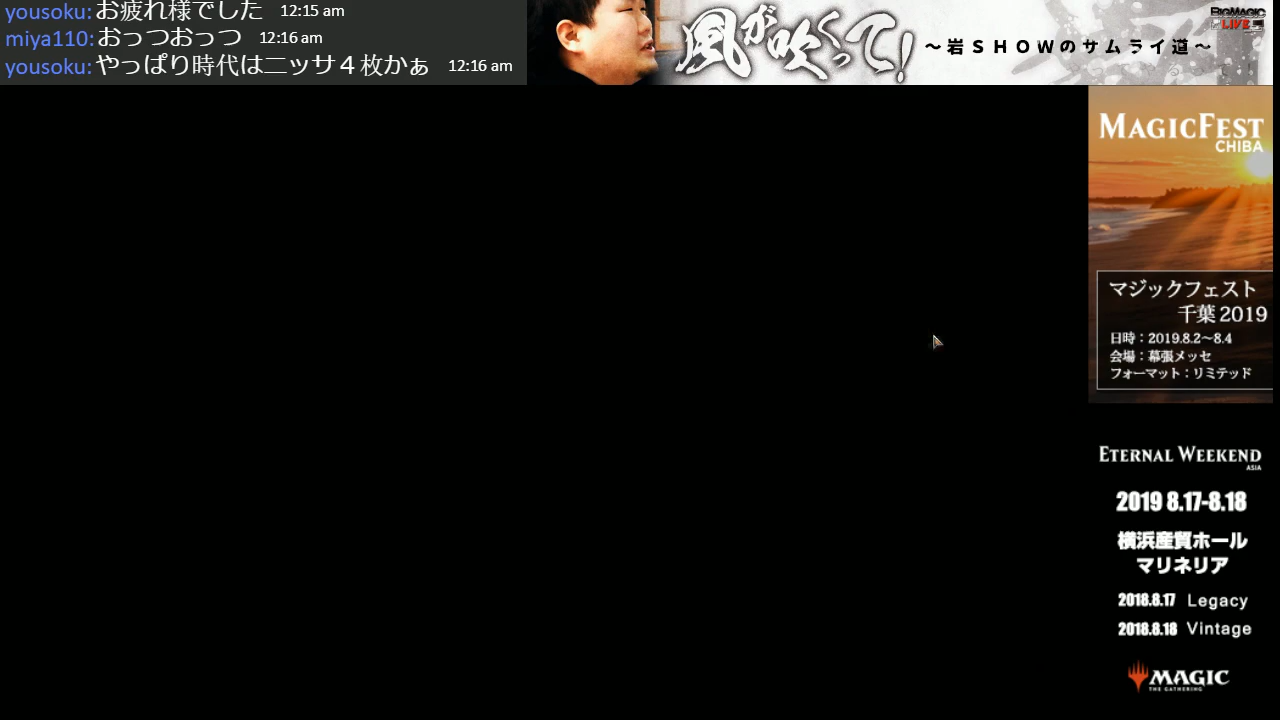 yousoku: お疲れ様でした 12:15 am
miya110: おっつおっつ 12:16 am
yousoku: やっぱり時代はニッサ４枚かぁ 12:16 am
風が吹くって!
～岩ＳＨＯＷのサムライ道～
BIGMAGIC
LIVE
MAGICFEST
CHIBA
マジックフェスト
千葉 2019
日時：2019.8.2～8.4
会場：幕張メッセ
フォーマット：リミテッド
ETERNAL WEEKEND
ASIA
2019 8.17-8.18
横浜産貿ホール
マリネリア
2018.8.17 Legacy
2018.8.18 Vintage
MAGIC
THE GATHERING